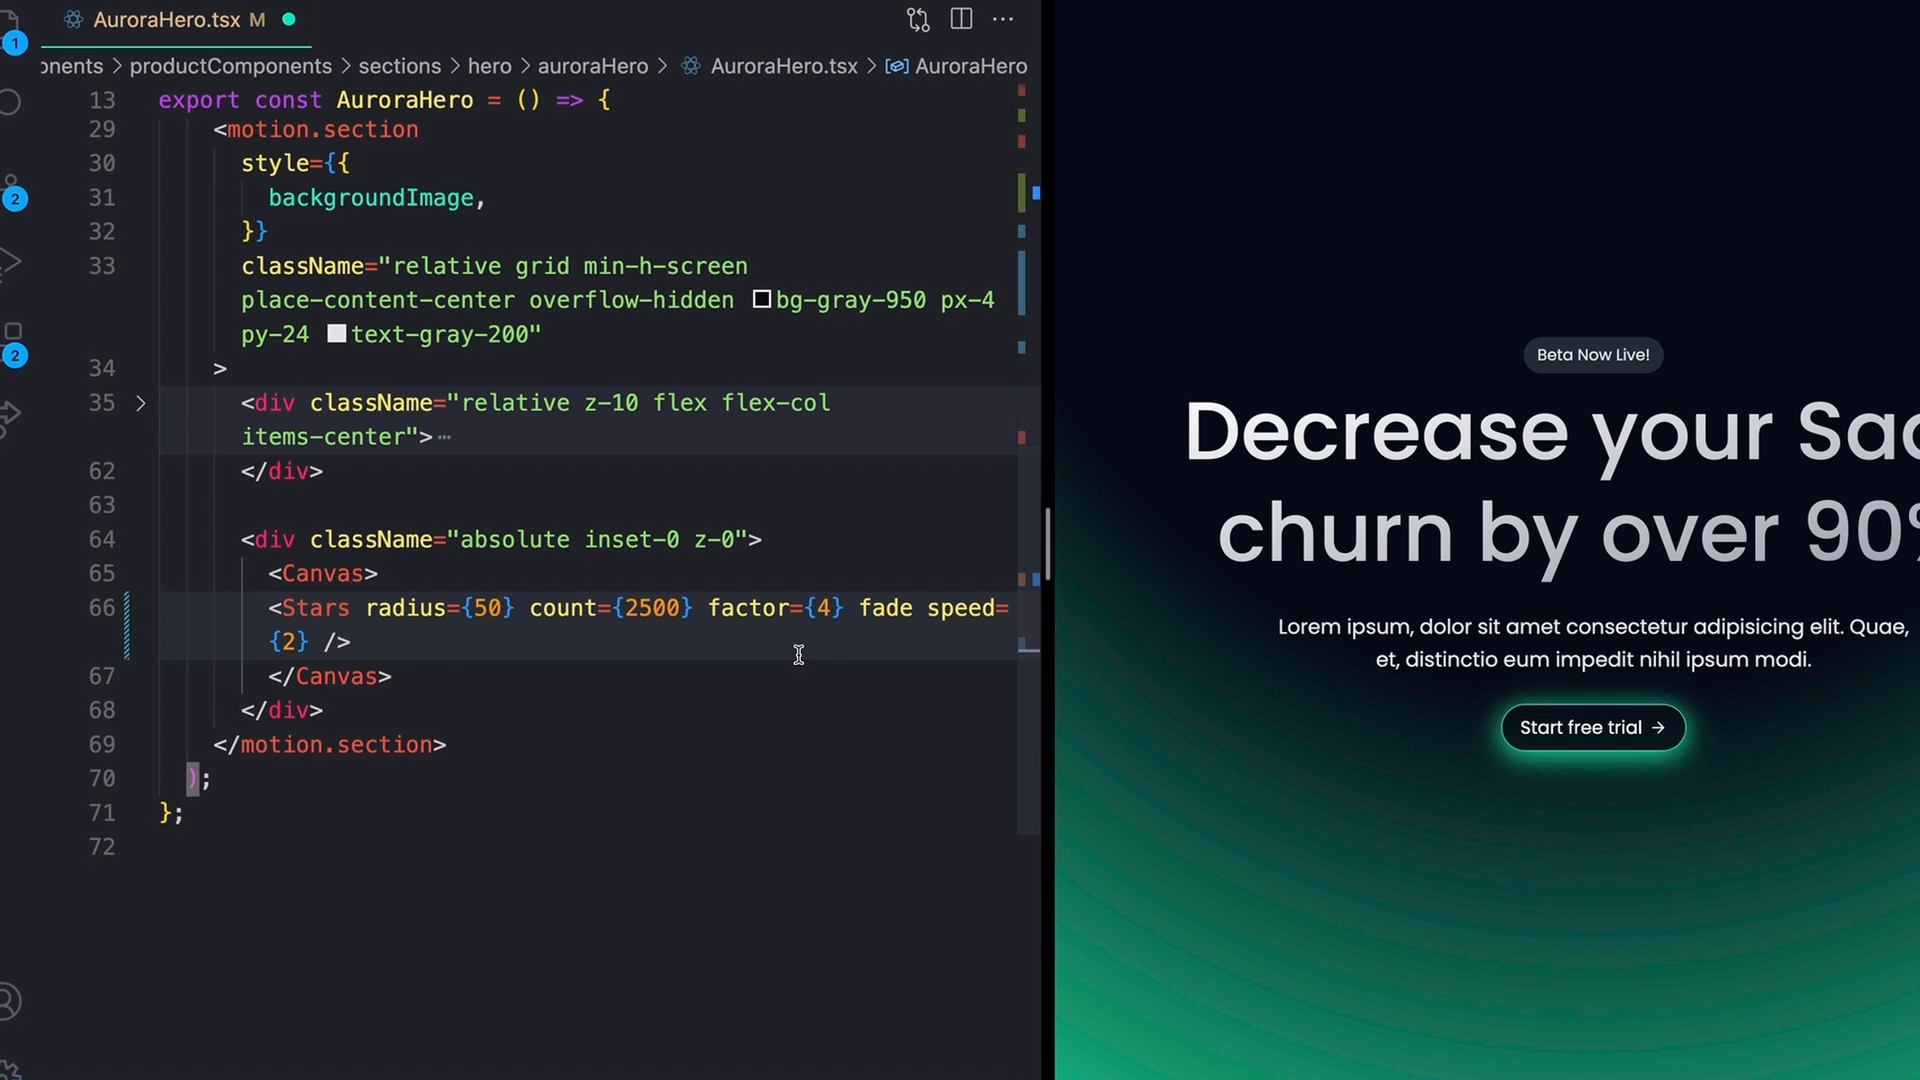 AuroraHero.tsx M
1
onents > productComponents > sections > hero > auroraHero > AuroraHero.tsx > AuroraHero
13 export const AuroraHero = () => {
29 <motion.section
30 style={{
31 backgroundImage,
32 }}
33 className="relative grid min-h-screen
place-content-center overflow-hidden bg-gray-950 px-4
py-24 text-gray-200"
34 >
35 <div className="relative z-10 flex flex-col
items-center">⋯
62 </div>
63
64 <div className="absolute inset-0 z-0">
65 <Canvas>
66 <Stars radius={50} count={2500} factor={4} fade speed=
{2} />
67 </Canvas>
68 </div>
69 </motion.section>
70 );
71 };
72
2
2
Beta Now Live!
Decrease your Saa
churn by over 90%
Lorem ipsum, dolor sit amet consectetur adipisicing elit. Quae,
et, distinctio eum impedit nihil ipsum modi.
Start free trial →